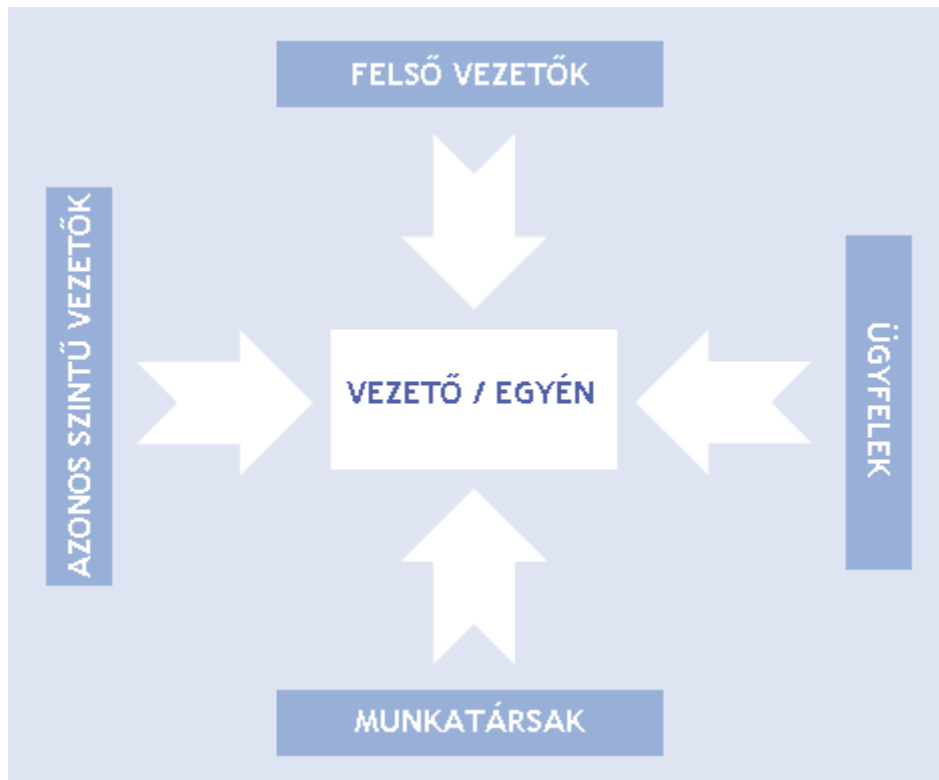 FELSŐ VEZETŐK
AZONOS SZINTŰ VEZETŐK
VEZETŐ / EGYÉN
ÜGYFELEK
MUNKATÁRSAK